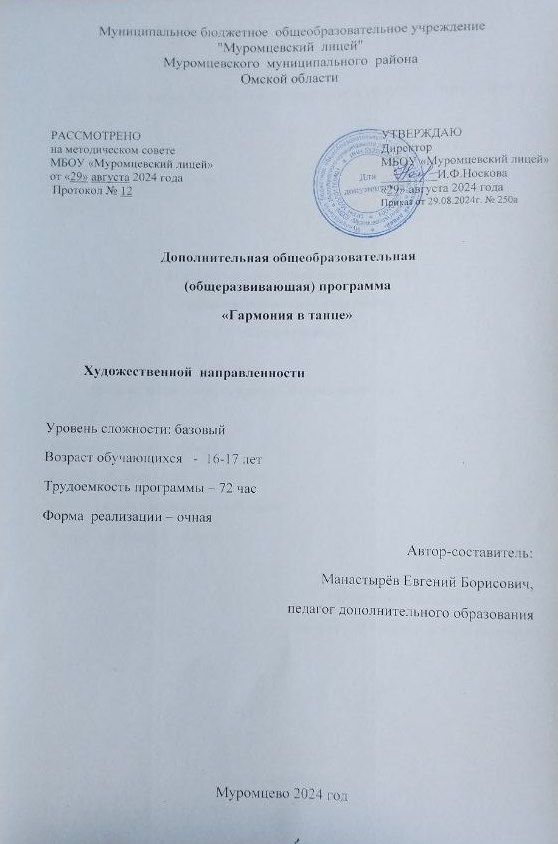 Муниципальное бюджетное общеобразовательное учреждение
"Муромцевский лицей"
Муромцевского муниципального района
Омской области
РАССМОТРЕНО
на методическом совете
МБОУ «Муромцевский лицей»
от «29» августа 2024 года
Протокол № 12
УТВЕРЖДАЮ
Директор
МБОУ «Муромцевский лицей»
И.Ф.Носкова
«29» августа 2024 года
Приказ от 29.08.2024г. № 250а
Для
документов
Дополнительная общеобразовательная
(общеразвивающая) программа
«Гармония в танце»
Художественной направленности
Уровень сложности: базовый
Возраст обучающихся - 16-17 лет
Трудоемкость программы – 72 час
Форма реализации – очная
Автор-составитель:
Манастырёв Евгений Борисович,
педагог дополнительного образования
Муромцево 2024 год